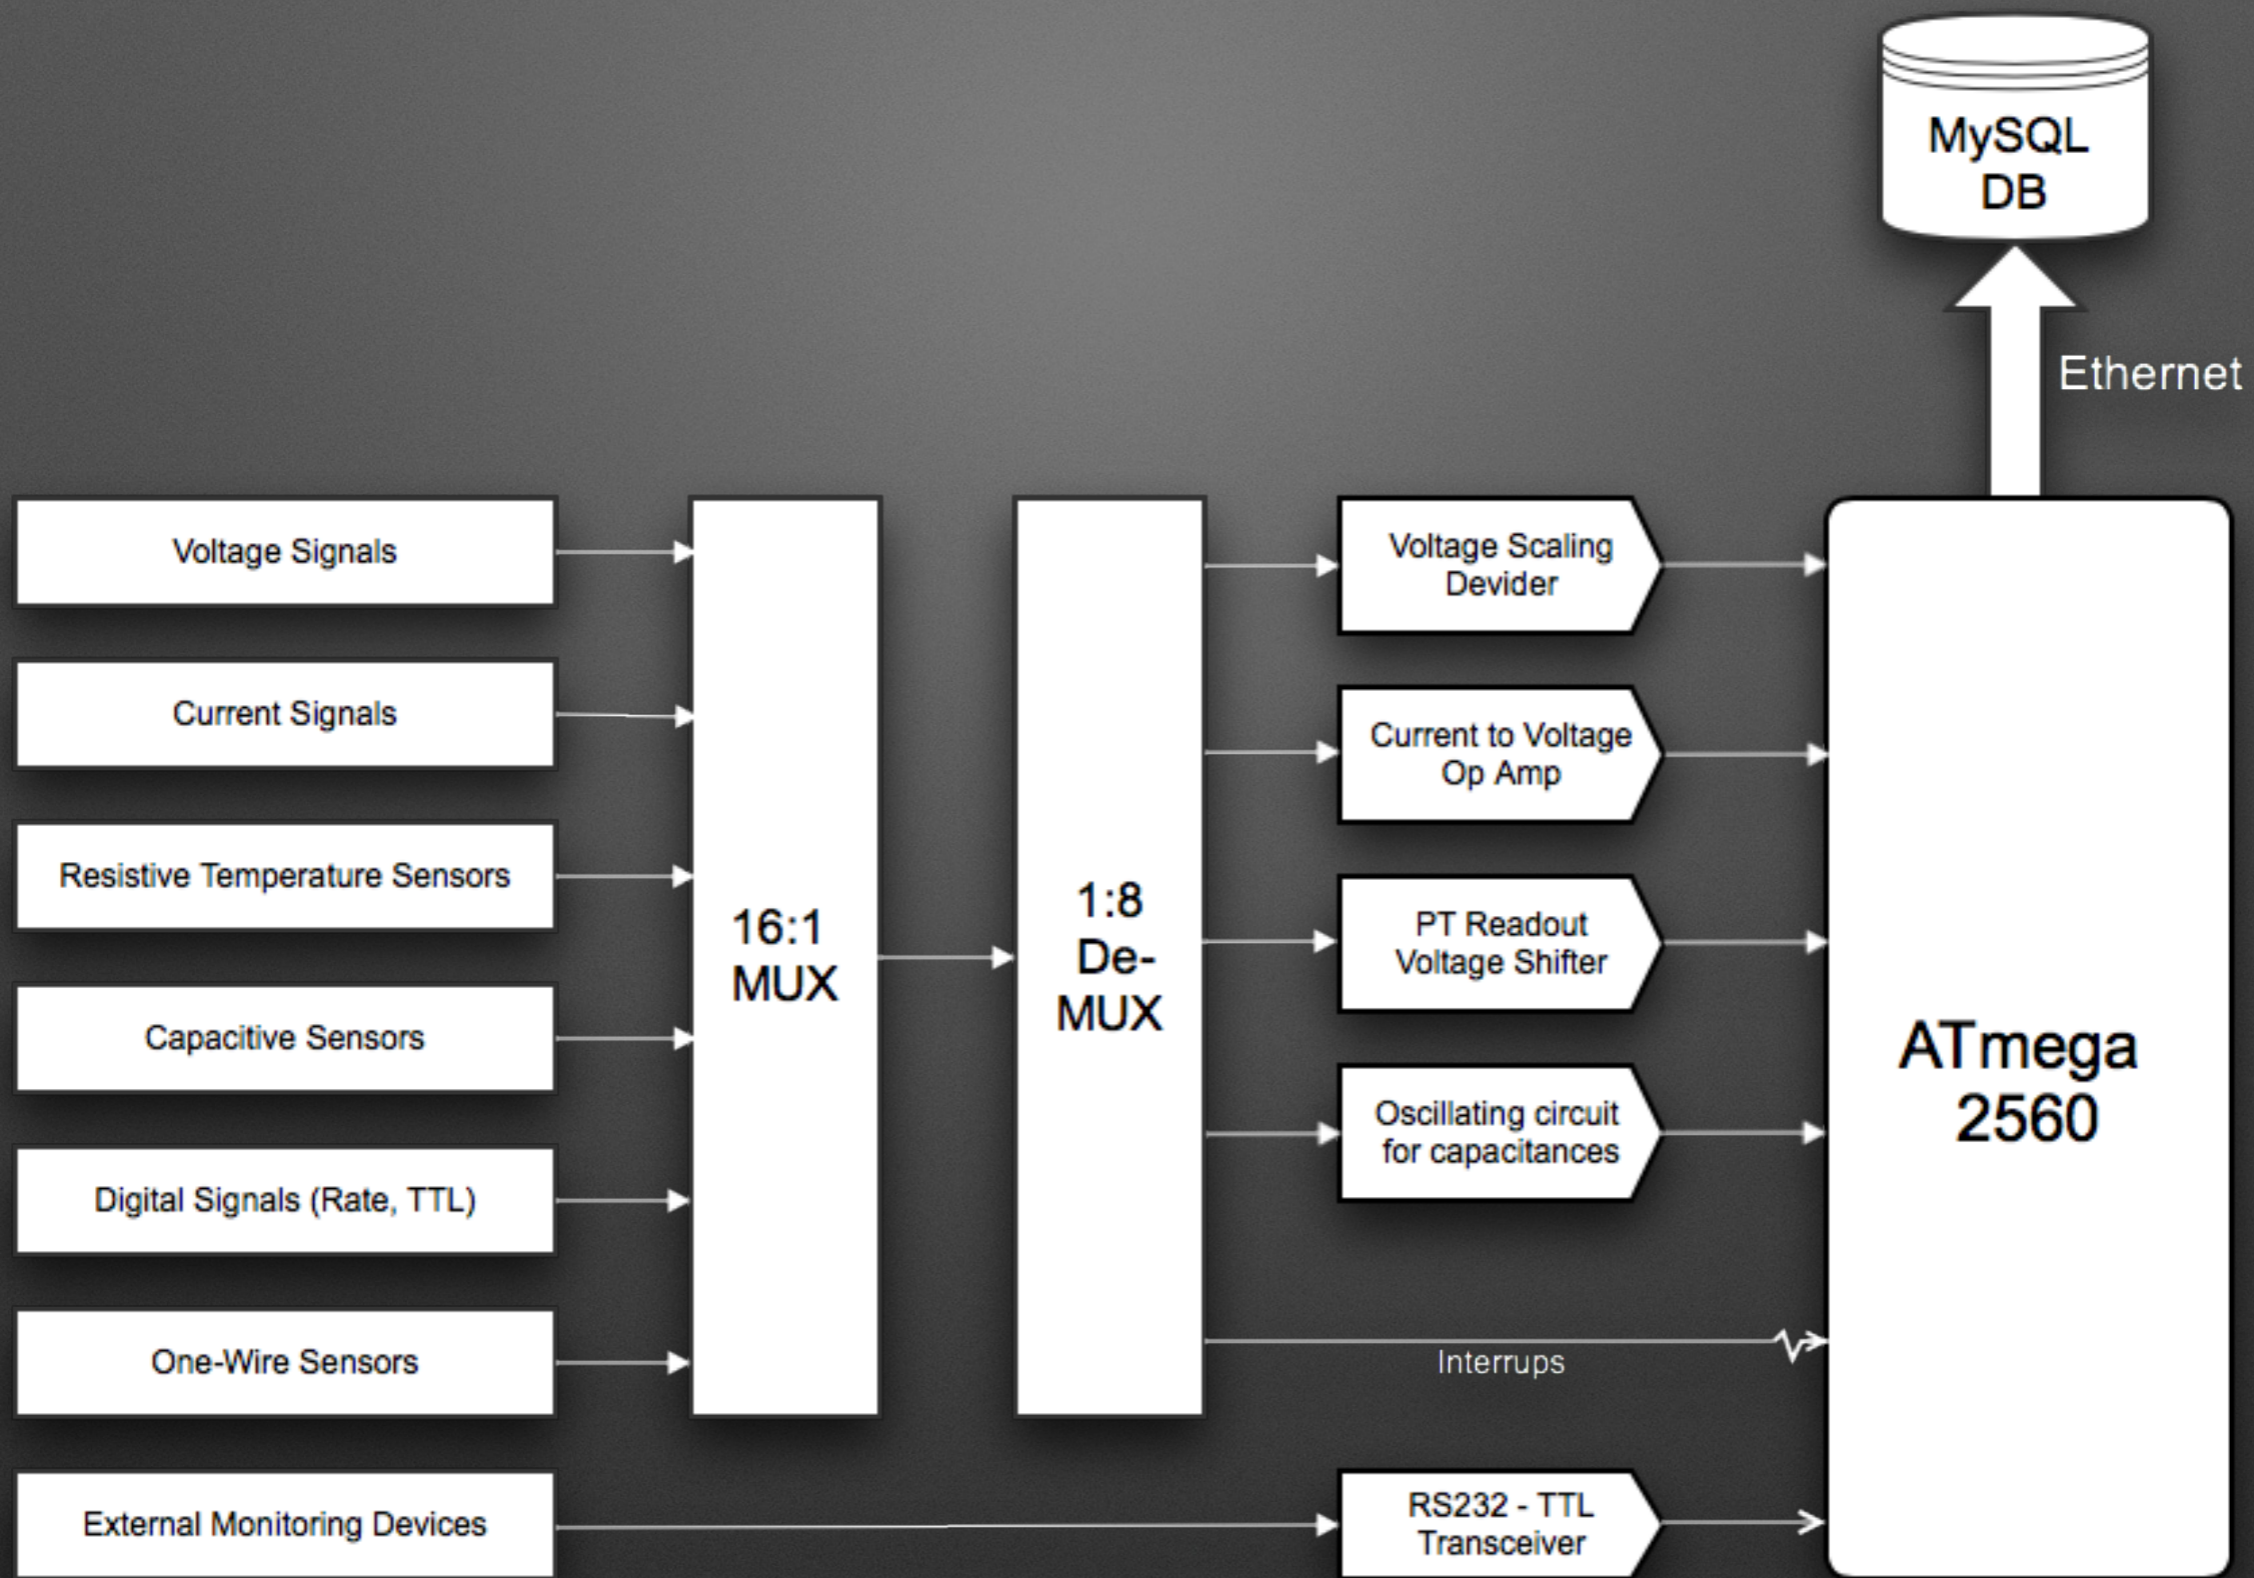 MySQL
DB
Ethernet
Voltage Signals
Current Signals
Resistive Temperature Sensors
Capacitive Sensors
Digital Signals (Rate, TTL)
One-Wire Sensors
External Monitoring Devices
16:1
MUX
1:8
De-
MUX
Voltage Scaling
Devider
Current to Voltage
Op Amp
PT Readout
Voltage Shifter
Oscillating circuit
for capacitances
Interrups
RS232 - TTL
Transceiver
ATmega
2560